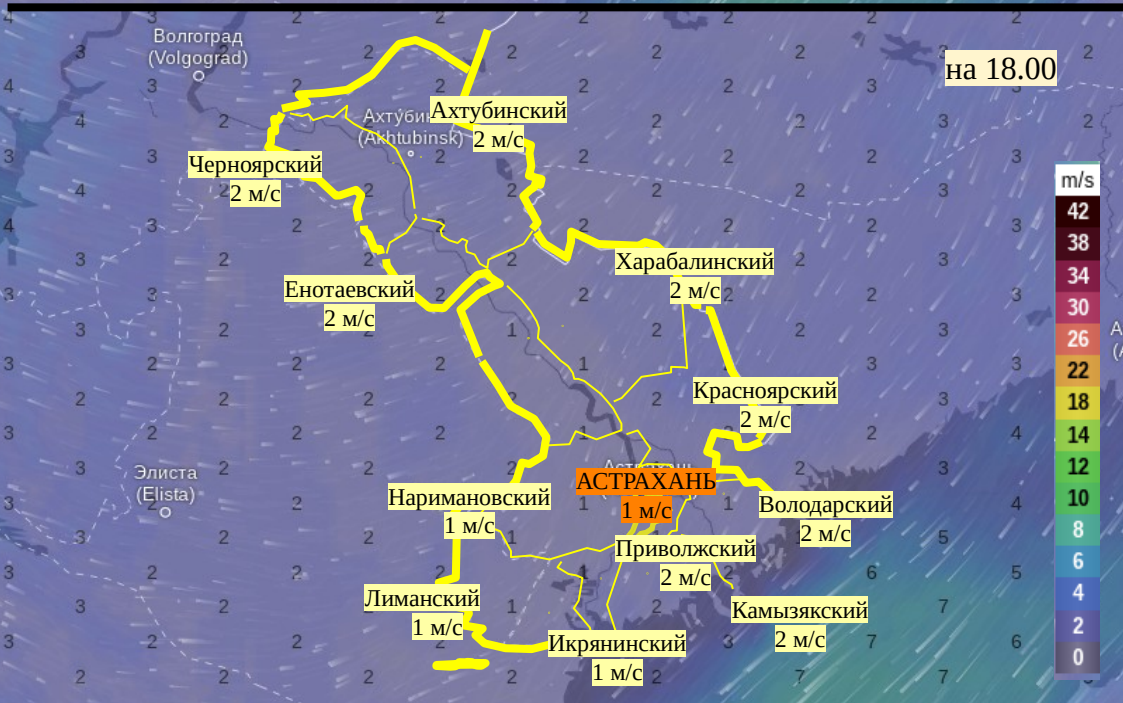 Волгоград
(Volgograd)
на 18.00
Ахтубинский
2 м/с
(Akhtubinsk)
Черноярский
2 м/с
m/s
42
38
34
30
26
22
18
14
12
10
8
6
4
2
0
Харабалинский
2 м/с
Енотаевский
2 м/с
Красноярский
2 м/с
Элиста
(Elista)
АСТРАХАНЬ
1 м/с
Наримановский
1 м/с
Володарский
2 м/с
Приволжский
2 м/с
Лиманский
1 м/с
Камызякский
2 м/с
Икрянинский
1 м/с